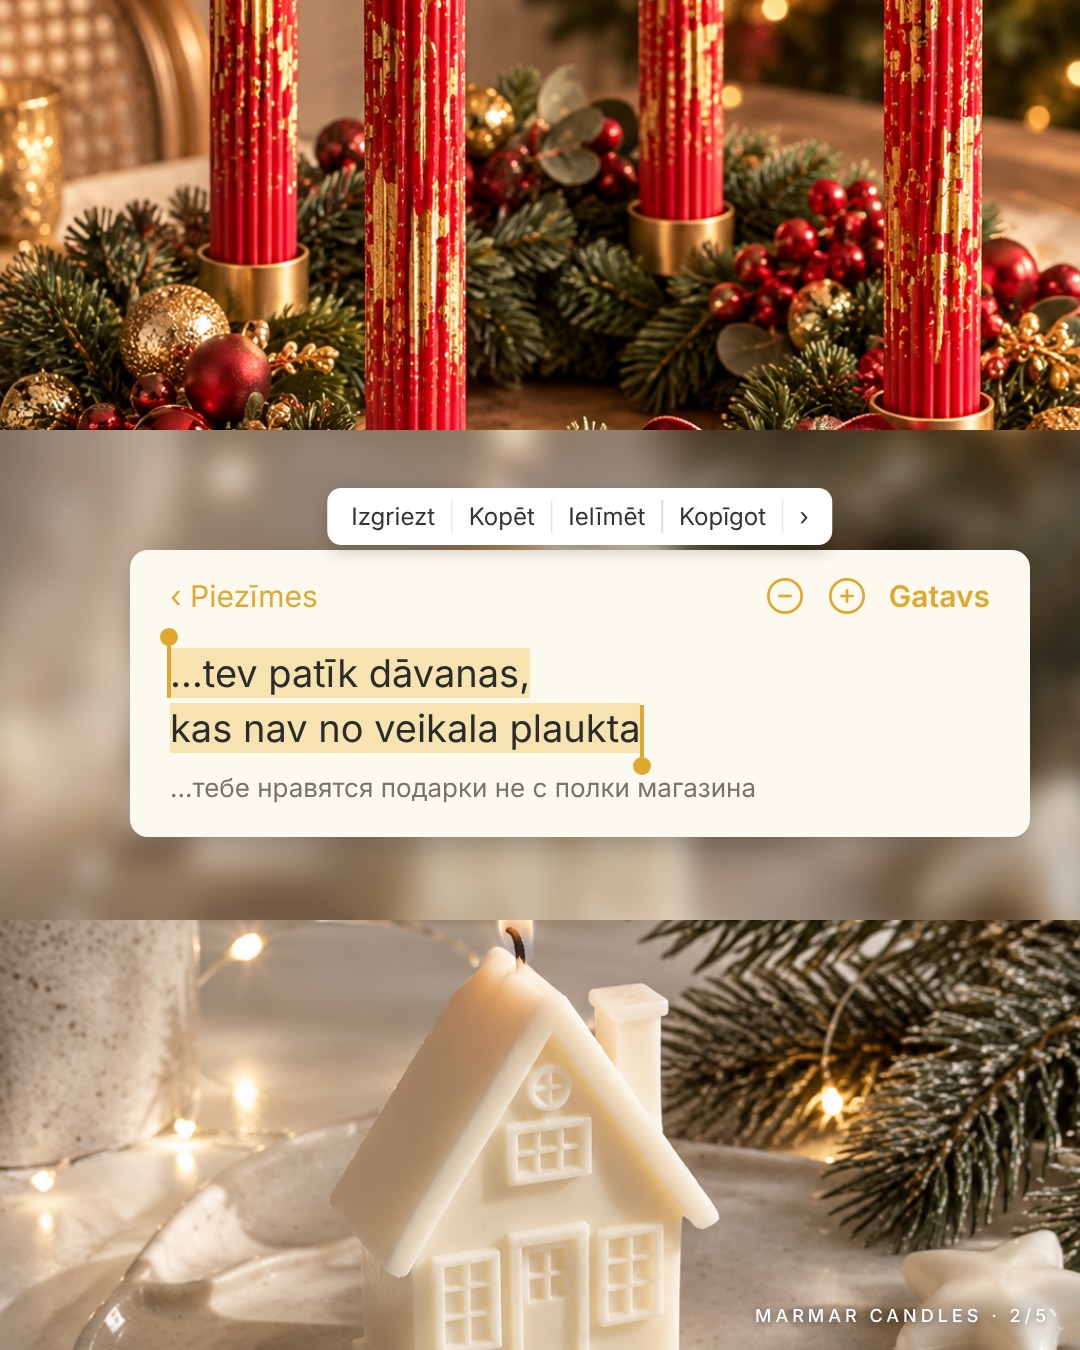 Izgriezt Kopēt Ielīmēt Kopīgot ›
‹ Piezīmes Gatavs
...tev patīk dāvanas,
kas nav no veikala plaukta
...тебе нравятся подарки не с полки магазина
MARMAR CANDLES · 2/5